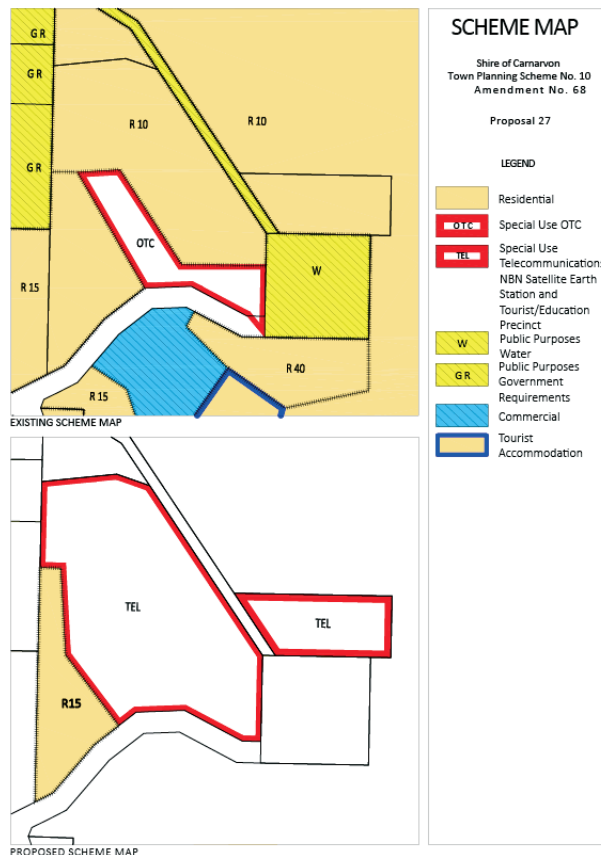 SCHEME MAP
Shire of Carnarvon
Town Planning Scheme No. 10
Amendment No. 68
Proposal 27
LEGEND
Residential
OTC
Special Use OTC
TEL
Special Use
Telecommunications
NBN Satellite Earth
Station and
Tourist/Education
Precinct
W
Public Purposes
Water
GR
Public Purposes
Government
Requirements
Commercial
Tourist
Accommodation
GR
GR
GR
R 10
R 10
OTC
W
R 15
R 40
R 15
EXISTING SCHEME MAP
TEL
TEL
R15
PROPOSED SCHEME MAP